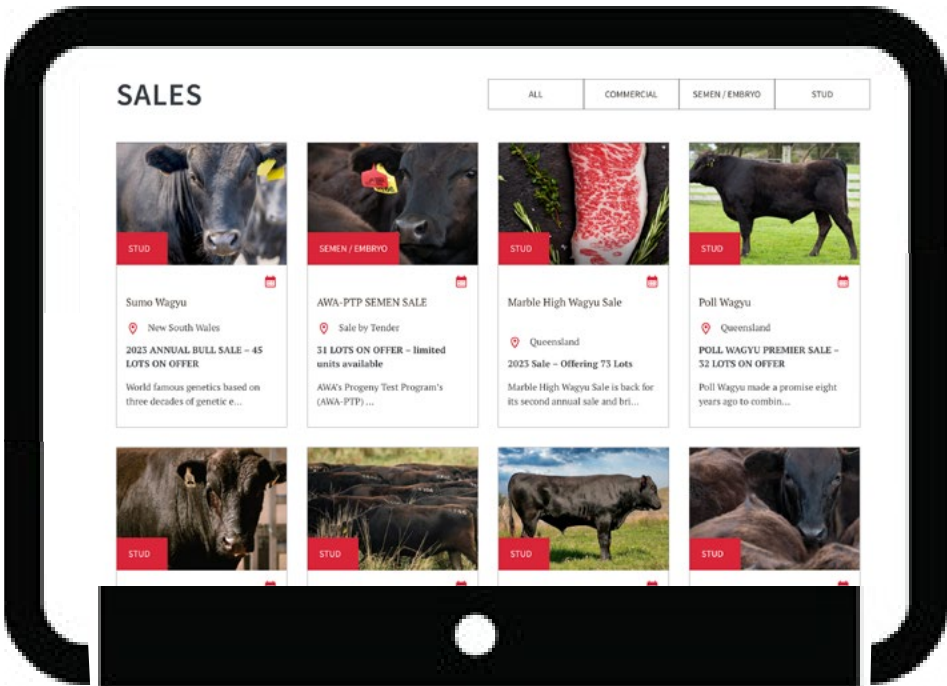 SALES
ALL
COMMERCIAL
SEMEN / EMBRYO
STUD
STUD
Sumo Wagyu
New South Wales
2023 ANNUAL BULL SALE – 45
LOTS ON OFFER
World famous genetics based on
three decades of genetic e...
SEMEN / EMBRYO
AWA-PTP SEMEN SALE
Sale by Tender
31 LOTS ON OFFER – limited
units available
AWA's Progeny Test Program's
(AWA-PTP) ...
STUD
Marble High Wagyu Sale
Queensland
2023 Sale – Offering 73 Lots
Marble High Wagyu Sale is back for
its second annual sale and bri...
STUD
Poll Wagyu
Queensland
POLL WAGYU PREMIER SALE –
32 LOTS ON OFFER
Poll Wagyu made a promise eight
years ago to combin...
STUD
STUD
STUD
STUD